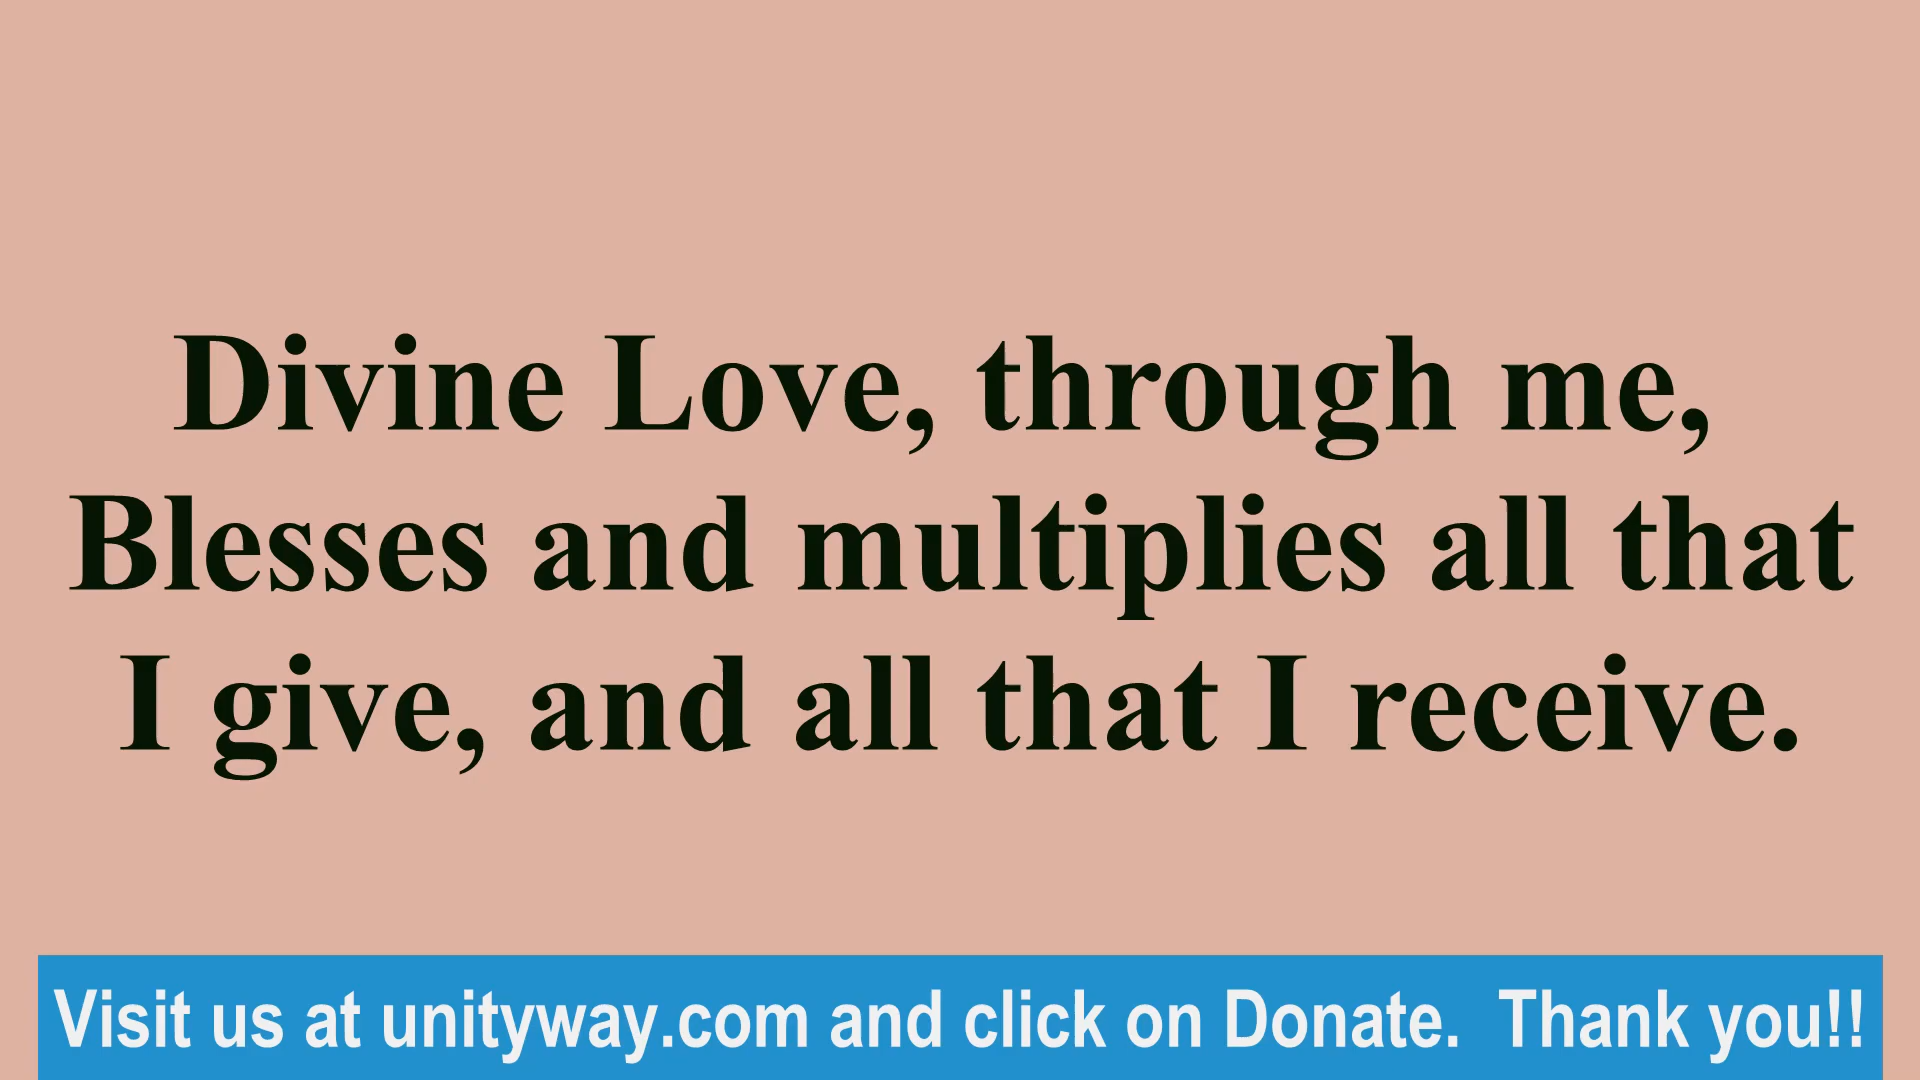 Divine Love, through me,
Blesses and multiplies all that
I give, and all that I receive.
Visit us at unityway.com and click on Donate.  Thank you!!